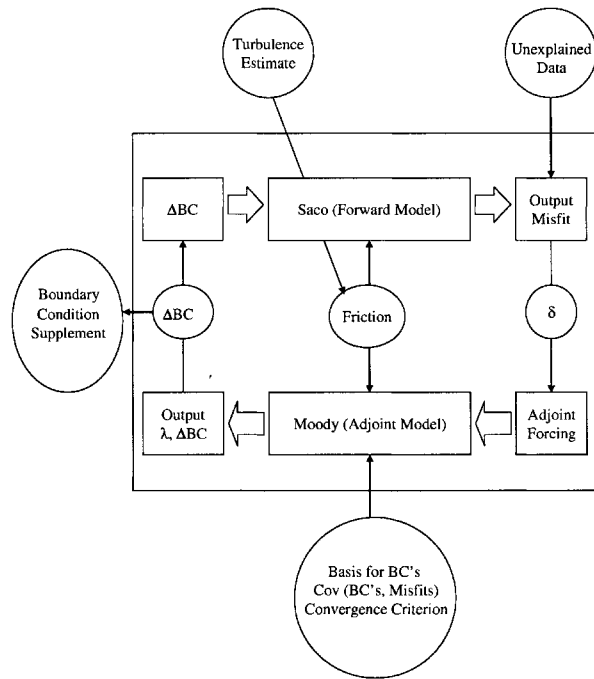 Turbulence
Estimate
Unexplained
Data
ΔBC
Saco (Forward Model)
Output
Misfit
Boundary
Condition
Supplement
ΔBC
Friction
δ
Output
λ, ΔBC
Moody (Adjoint Model)
Adjoint
Forcing
Basis for BC's
Cov (BC's, Misfits)
Convergence Criterion